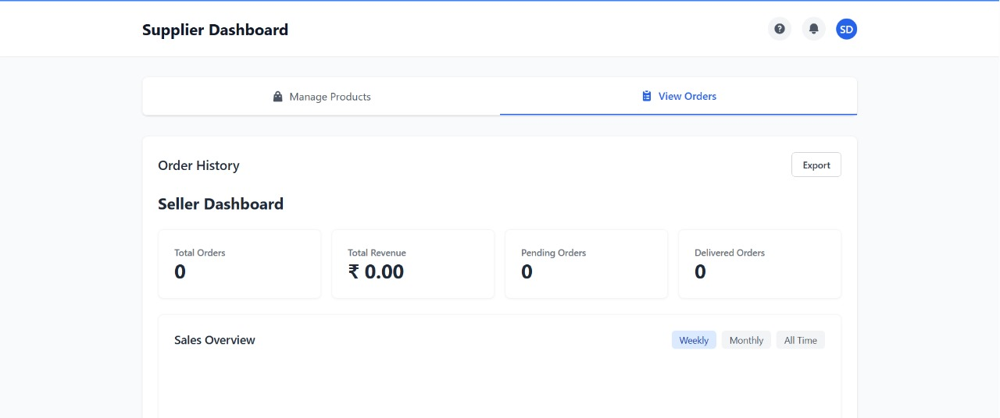 Supplier Dashboard
SD
Manage Products
View Orders
Order History
Export
Seller Dashboard
Total Orders
0
Total Revenue
₹ 0.00
Pending Orders
0
Delivered Orders
0
Sales Overview
Weekly
Monthly
All Time